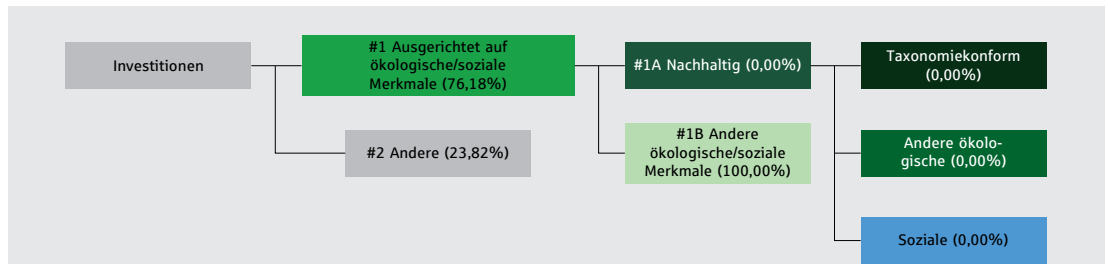 Investitionen
#1 Ausgerichtet auf
ökologische/soziale
Merkmale (76,18%)
#2 Andere (23,82%)
#1A Nachhaltig (0,00%)
#1B Andere
ökologische/soziale
Merkmale (100,00%)
Taxonomiekonform
(0,00%)
Andere ökolo-
gische (0,00%)
Soziale (0,00%)